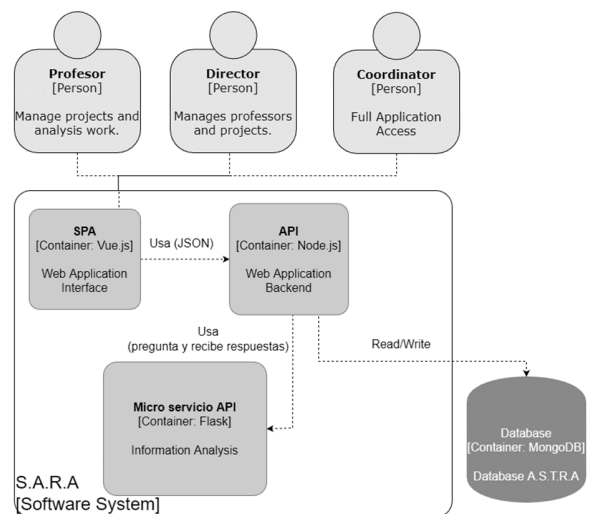 Profesor
[Person]
Manage projects and
analysis work.
Director
[Person]
Manages professors
and projects.
Coordinator
[Person]
Full Application
Access
SPA
[Container: Vue.js]
Web Application
Interface
Usa (JSON)
API
[Container: Node.js]
Web Application
Backend
Usa
(pregunta y recibe respuestas)
Read/Write
Micro servicio API
[Container: Flask]
Information Analysis
Database
[Container: MongoDB]
Database A.S.T.R.A
S.A.R.A
[Software System]